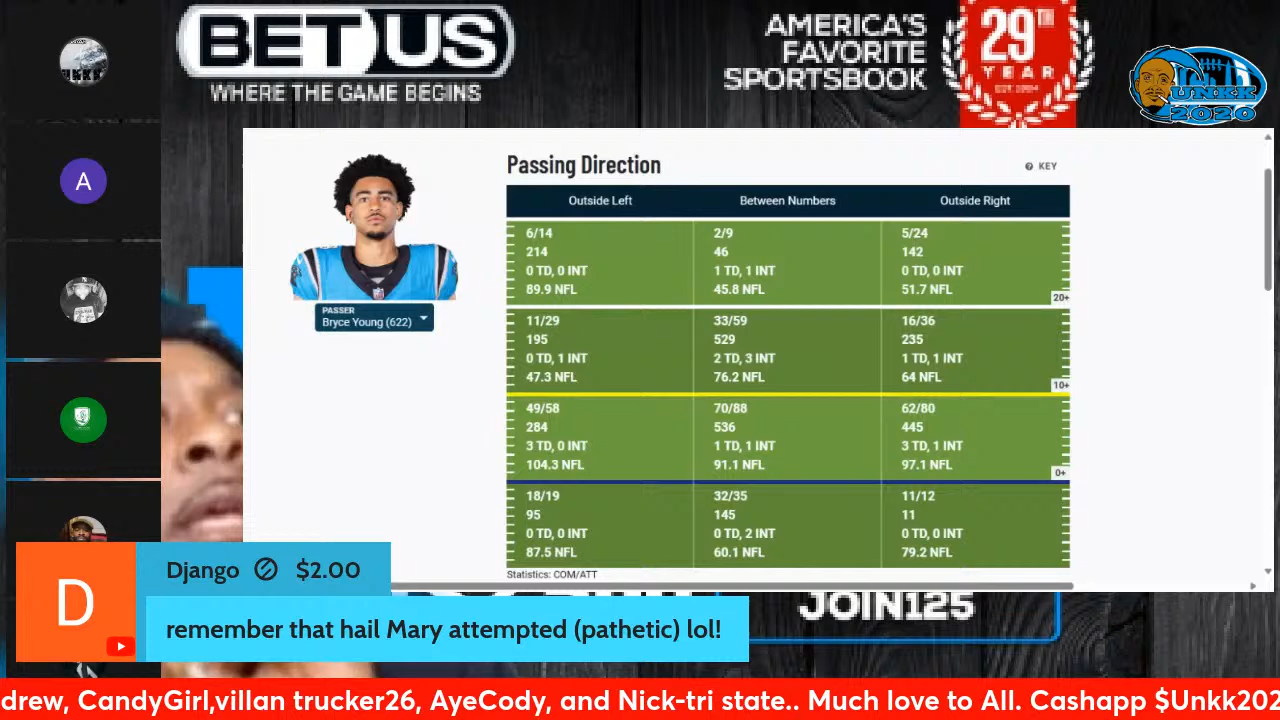 BETUS
WHERE THE GAME BEGINS
AMERICA'S
FAVORITE
SPORTSBOOK
29TH
YEAR
UNKK
2020
A
Passing Direction
KEY
Outside Left Between Numbers Outside Right
6/14 2/9 5/24
214 46 142
0 TD, 0 INT 1 TD, 1 INT 0 TD, 0 INT
89.9 NFL 45.8 NFL 51.7 NFL
20+
PASSER
Bryce Young (622)
11/29 33/59 16/36
195 529 235
0 TD, 1 INT 2 TD, 3 INT 1 TD, 1 INT
47.3 NFL 76.2 NFL 64 NFL
10+
49/58 70/88 62/80
284 536 445
3 TD, 0 INT 1 TD, 1 INT 3 TD, 1 INT
104.3 NFL 91.1 NFL 97.1 NFL
0+
18/19 32/35 11/12
95 145 11
0 TD, 0 INT 0 TD, 2 INT 0 TD, 0 INT
87.5 NFL 60.1 NFL 79.2 NFL
Statistics: COM/ATT
JOIN125
D
Django $2.00
remember that hail Mary attempted (pathetic) lol!
drew, CandyGirl,villan trucker26, AyeCody, and Nick-tri state.. Much love to All. Cashapp $Unkk202